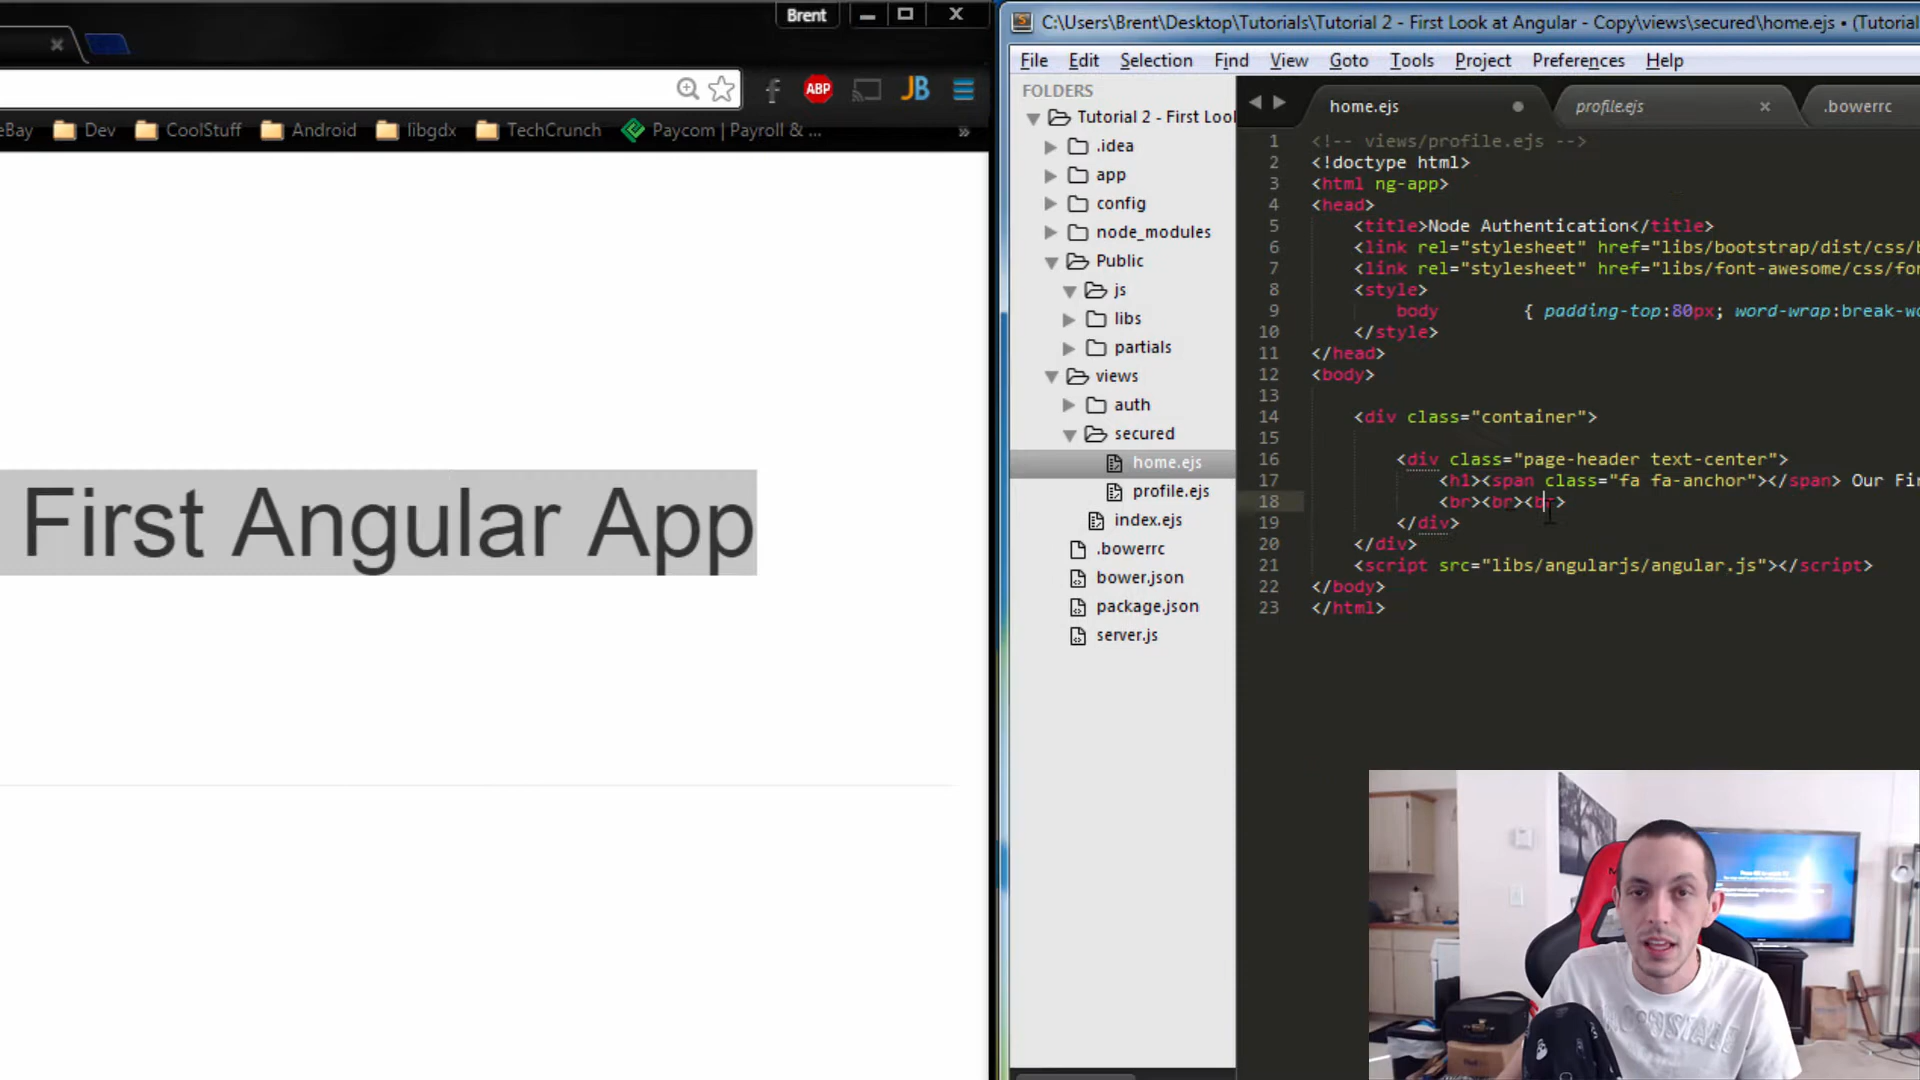 Brent
C:\Users\Brent\Desktop\Tutorials\Tutorial 2 - First Look at Angular - Copy\views\secured\home.ejs • (Tutorial
File Edit Selection Find View Goto Tools Project Preferences Help
f ABP JB
eBay Dev CoolStuff Android libgdx TechCrunch Paycom | Payroll & ... »
First Angular App
FOLDERS
Tutorial 2 - First Look
.idea
app
config
node_modules
Public
js
libs
partials
views
auth
secured
home.ejs
profile.ejs
index.ejs
.bowerrc
bower.json
package.json
server.js
home.ejs profile.ejs .bowerrc
1 <!-- views/profile.ejs -->
2 <!doctype html>
3 <html ng-app>
4 <head>
5 <title>Node Authentication</title>
6 <link rel="stylesheet" href="libs/bootstrap/dist/css/b
7 <link rel="stylesheet" href="libs/font-awesome/css/fon
8 <style>
9 body { padding-top:80px; word-wrap:break-wo
10 </style>
11 </head>
12 <body>
13
14 <div class="container">
15
16 <div class="page-header text-center">
17 <h1><span class="fa fa-anchor"></span> Our Fir
18 <br><br><br>
19 </div>
20 </div>
21 <script src="libs/angularjs/angular.js"></script>
22 </body>
23 </html>